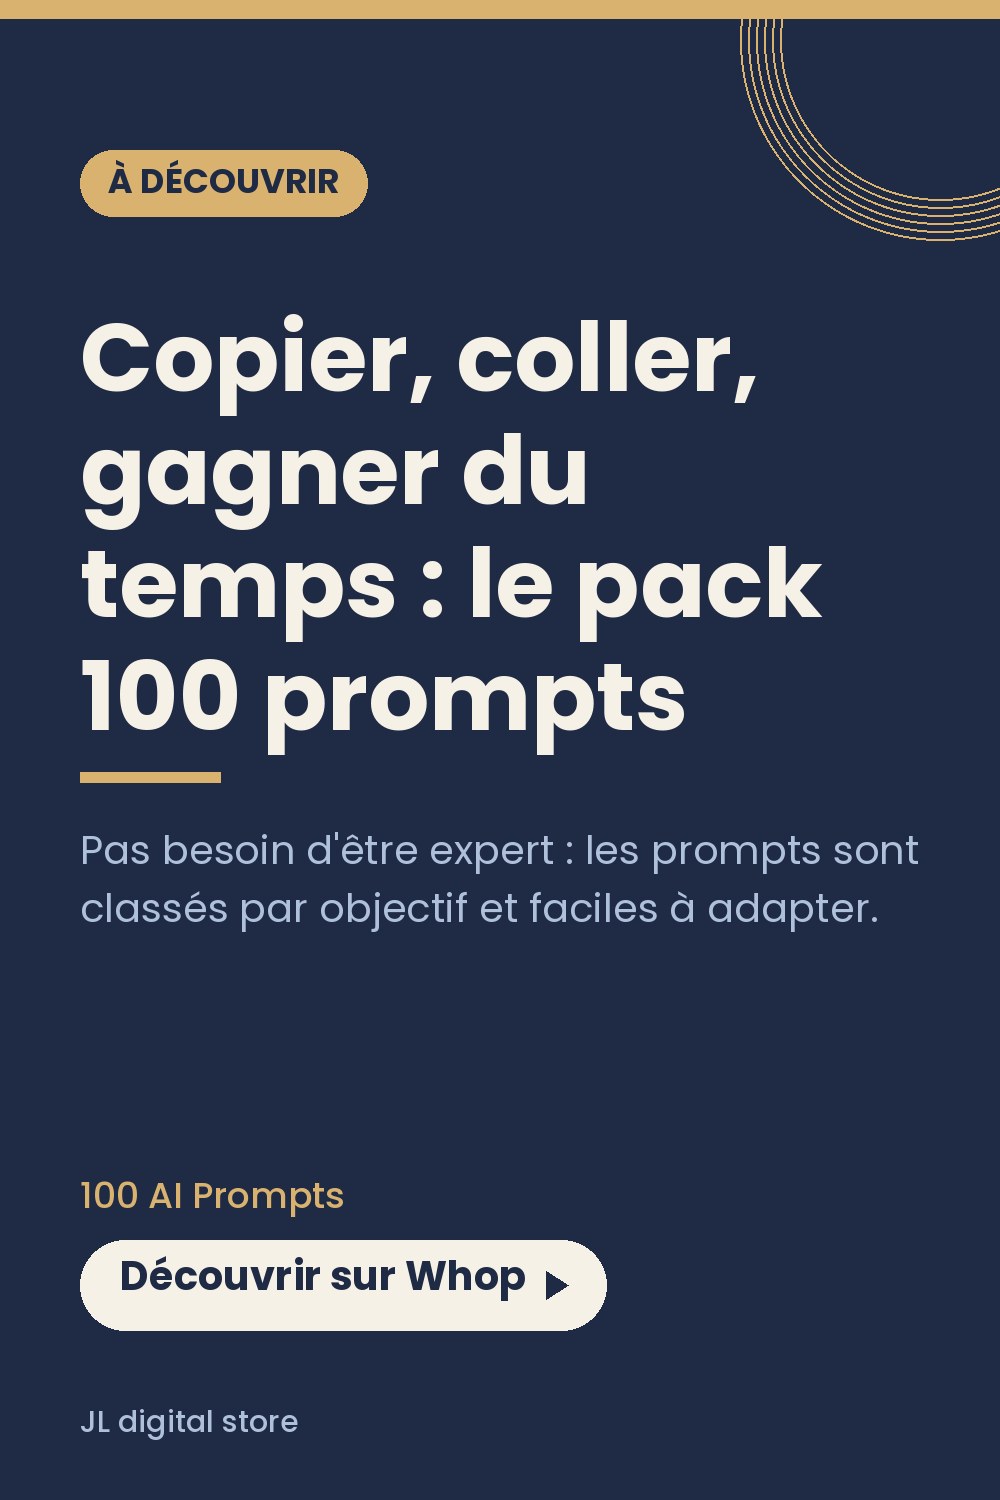 À DÉCOUVRIR
Copier, coller,
gagner du
temps : le pack
100 prompts
Pas besoin d'être expert : les prompts sont
classés par objectif et faciles à adapter.
100 AI Prompts
Découvrir sur Whop
JL digital store